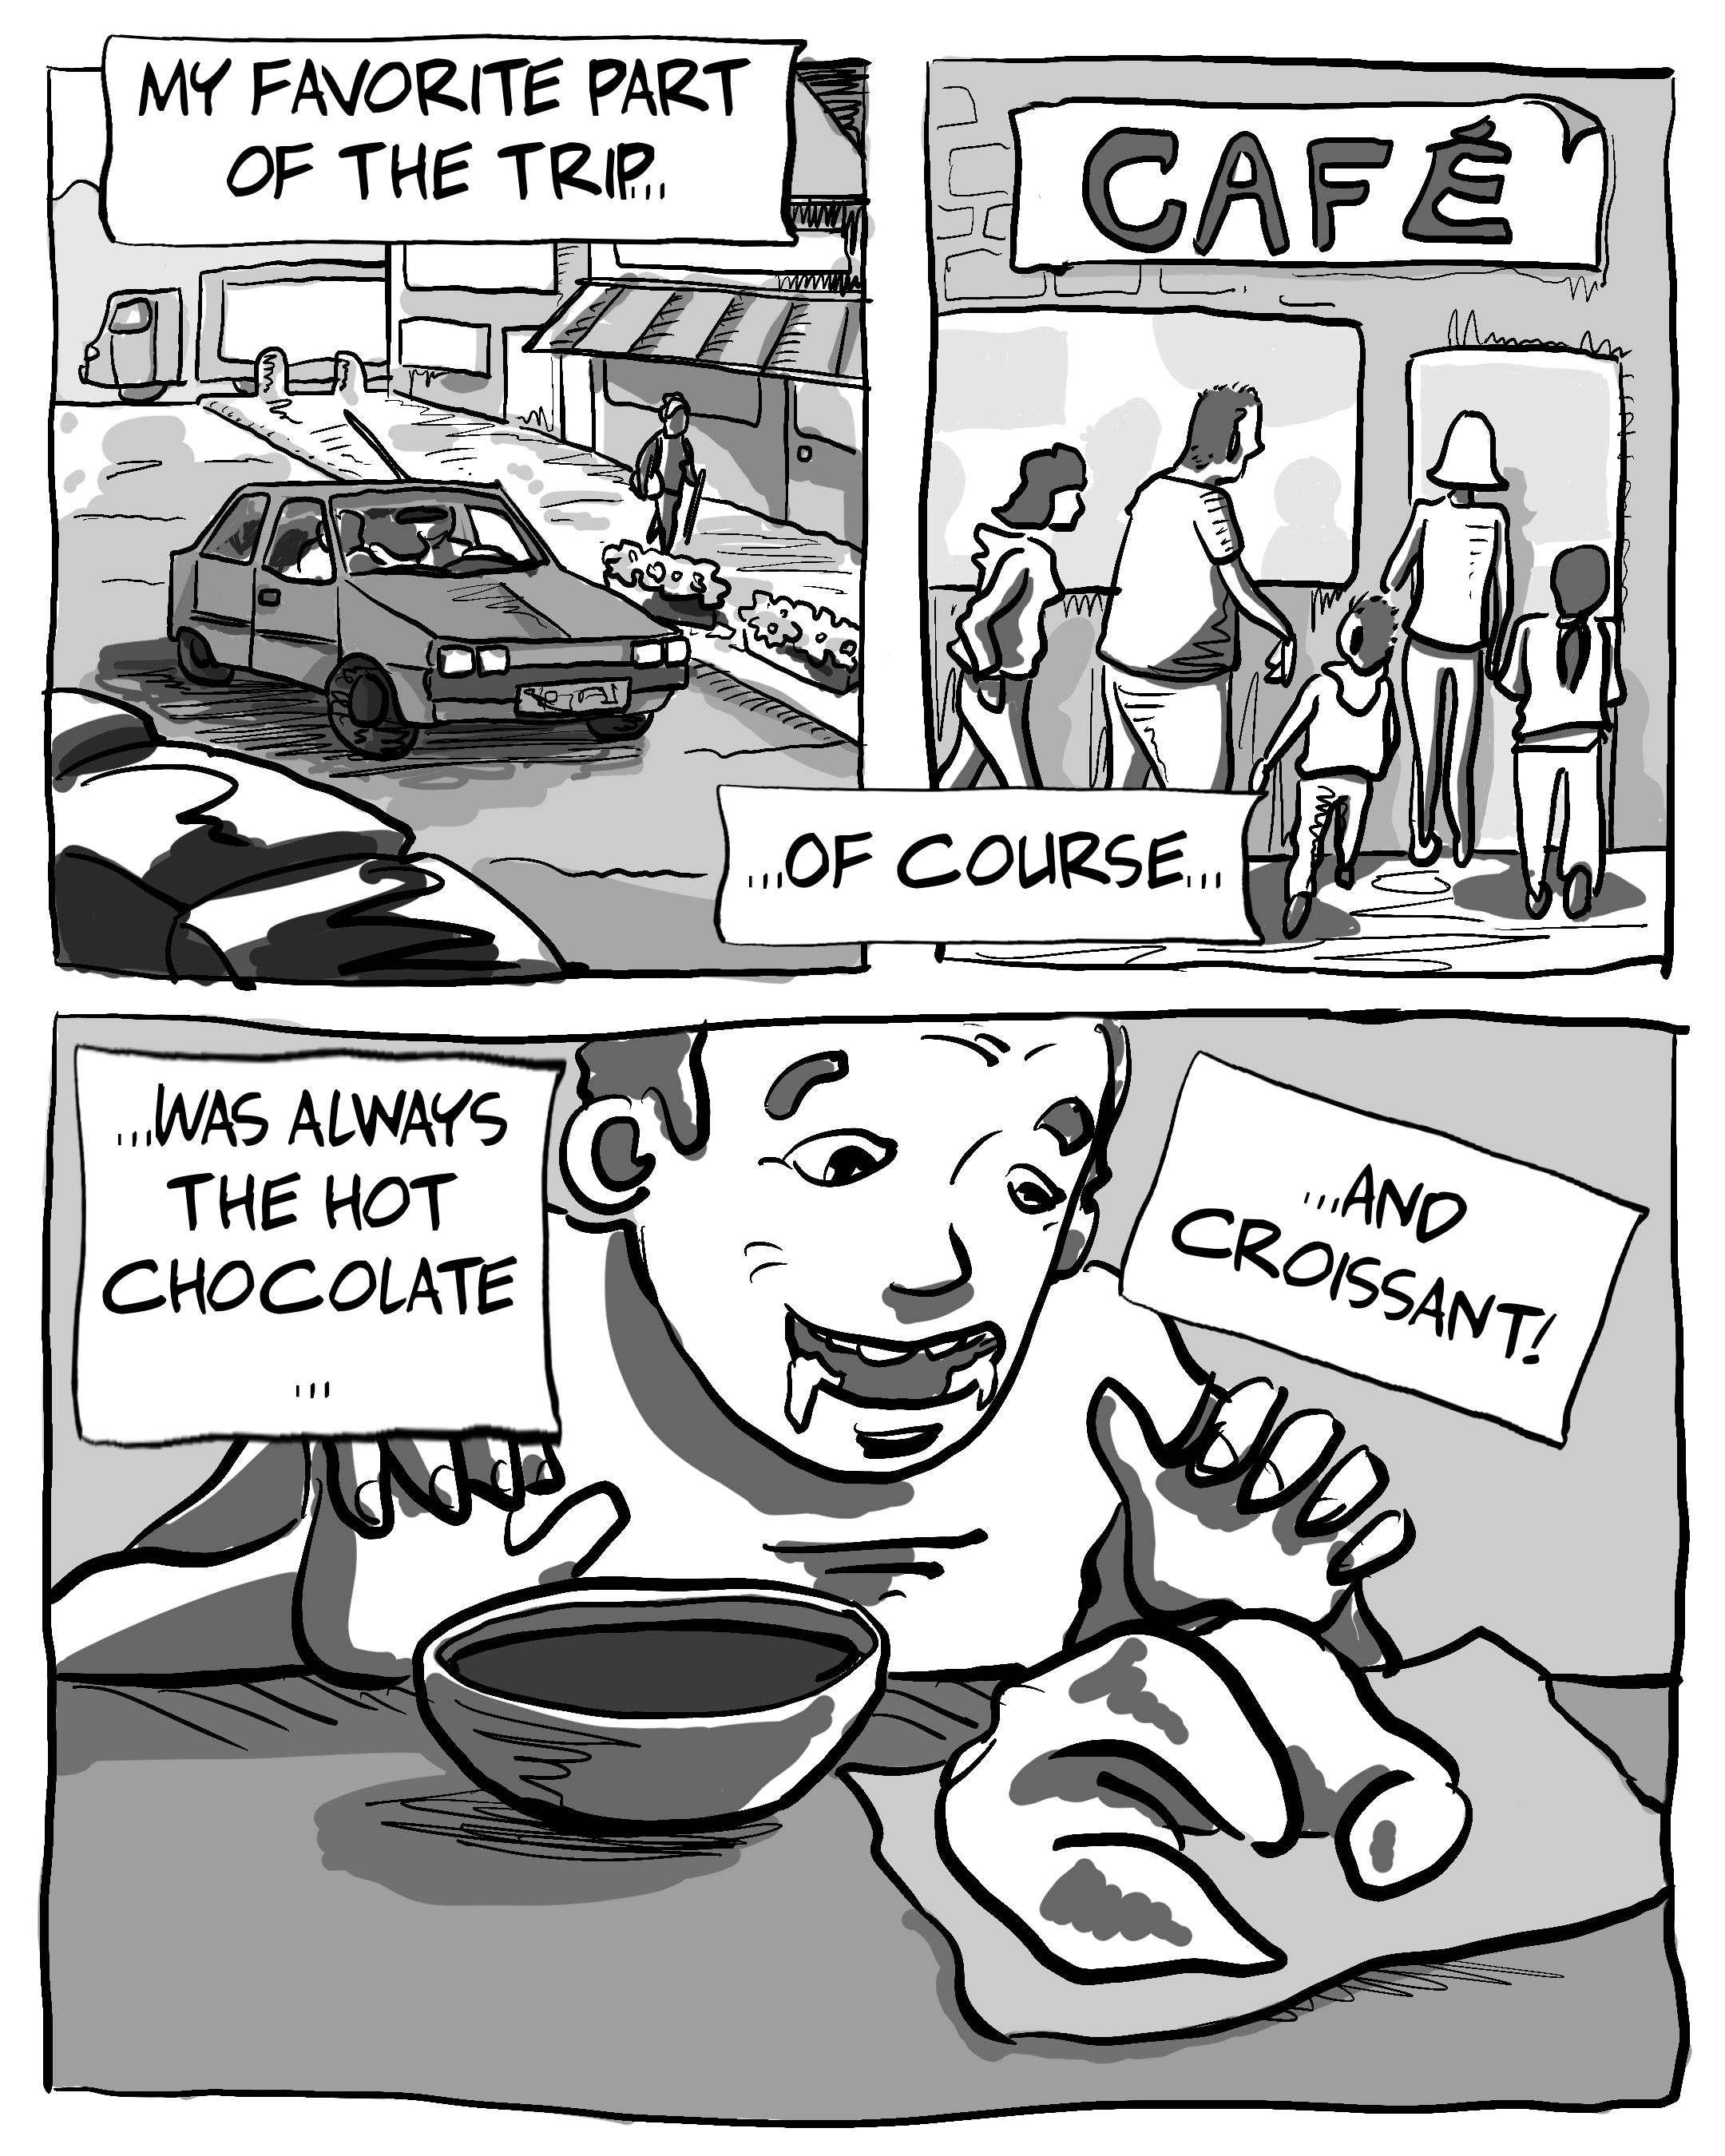 MY FAVORITE PART
OF THE TRIP...
CAFÉ
...OF COURSE...
...WAS ALWAYS
THE HOT
CHOCOLATE
...
...AND
CROISSANT!